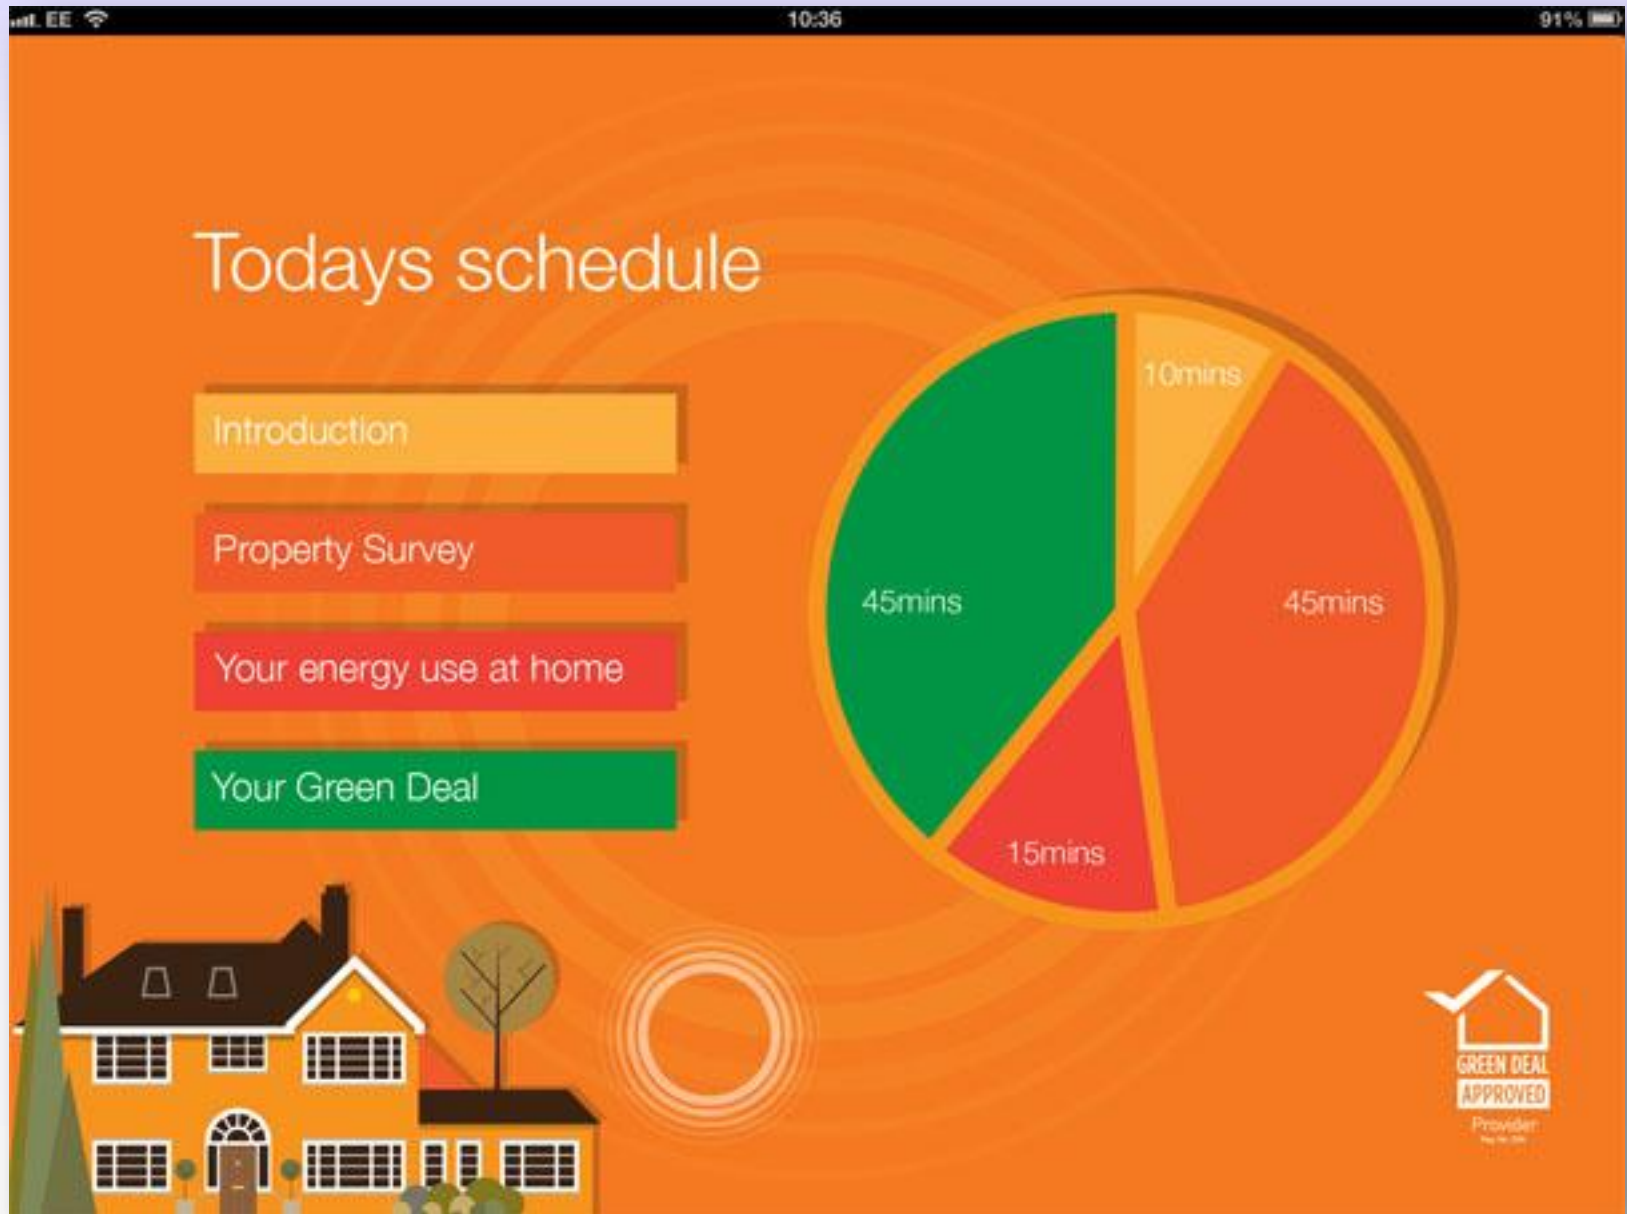 EE 10:36 91%
Todays schedule
Introduction
Property Survey
Your energy use at home
Your Green Deal
10mins
45mins
45mins
15mins
GREEN DEAL
APPROVED
Provider